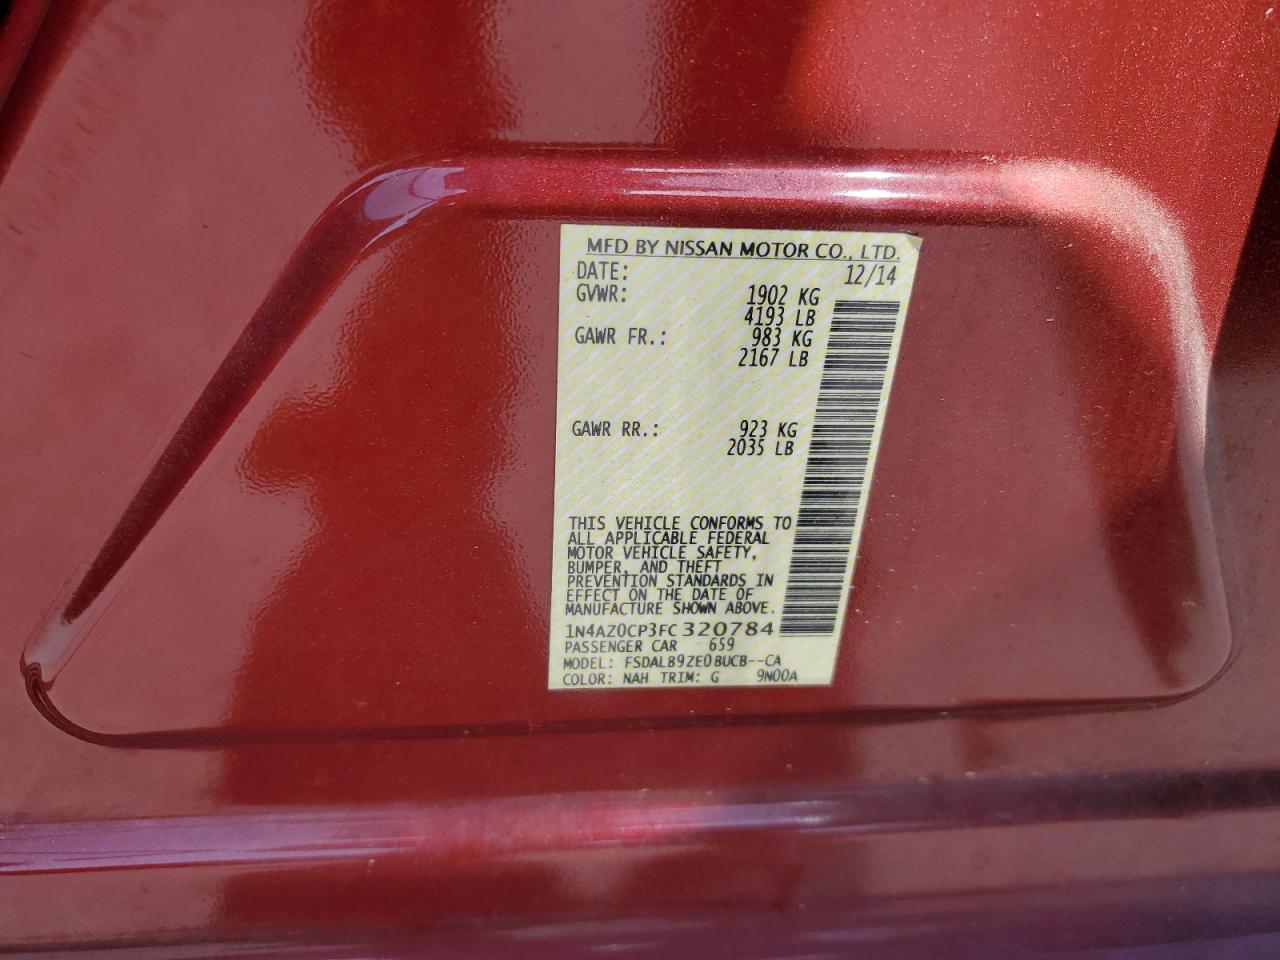 MFD BY NISSAN MOTOR CO., LTD.
DATE: 12/14
GVWR: 1902 KG
4193 LB
GAWR FR.: 983 KG
2167 LB
GAWR RR.: 923 KG
2035 LB
THIS VEHICLE CONFORMS TO
ALL APPLICABLE FEDERAL
MOTOR VEHICLE SAFETY,
BUMPER, AND THEFT
PREVENTION STANDARDS IN
EFFECT ON THE DATE OF
MANUFACTURE SHOWN ABOVE.
1N4AZ0CP3FC320784
PASSENGER CAR 659
MODEL: FSDALB9ZE0BUCB--CA
COLOR: NAH TRIM: G 9N00A